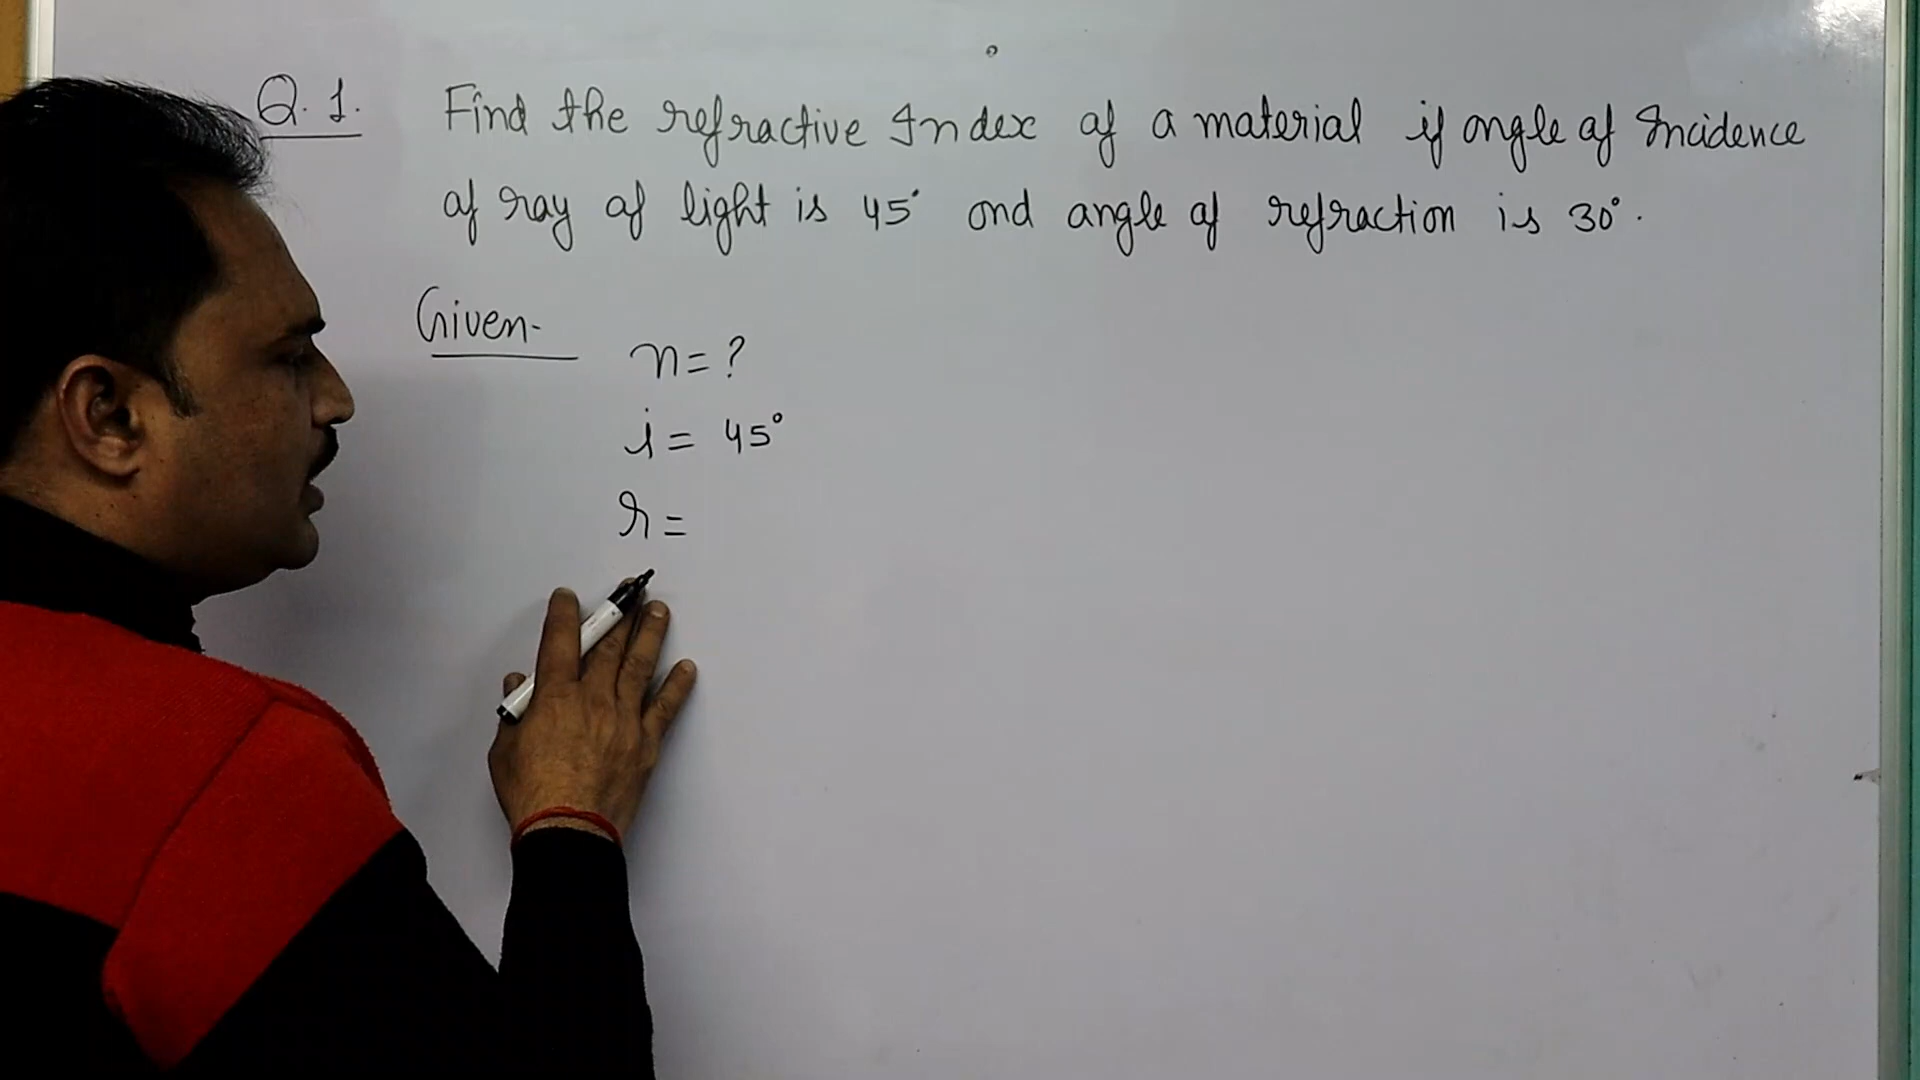 Q. 1. Find the refractive Index of a material if angle of Incidence
of ray of light is 45° and angle of refraction is 30°.
Given-
n = ?
i = 45°
r =